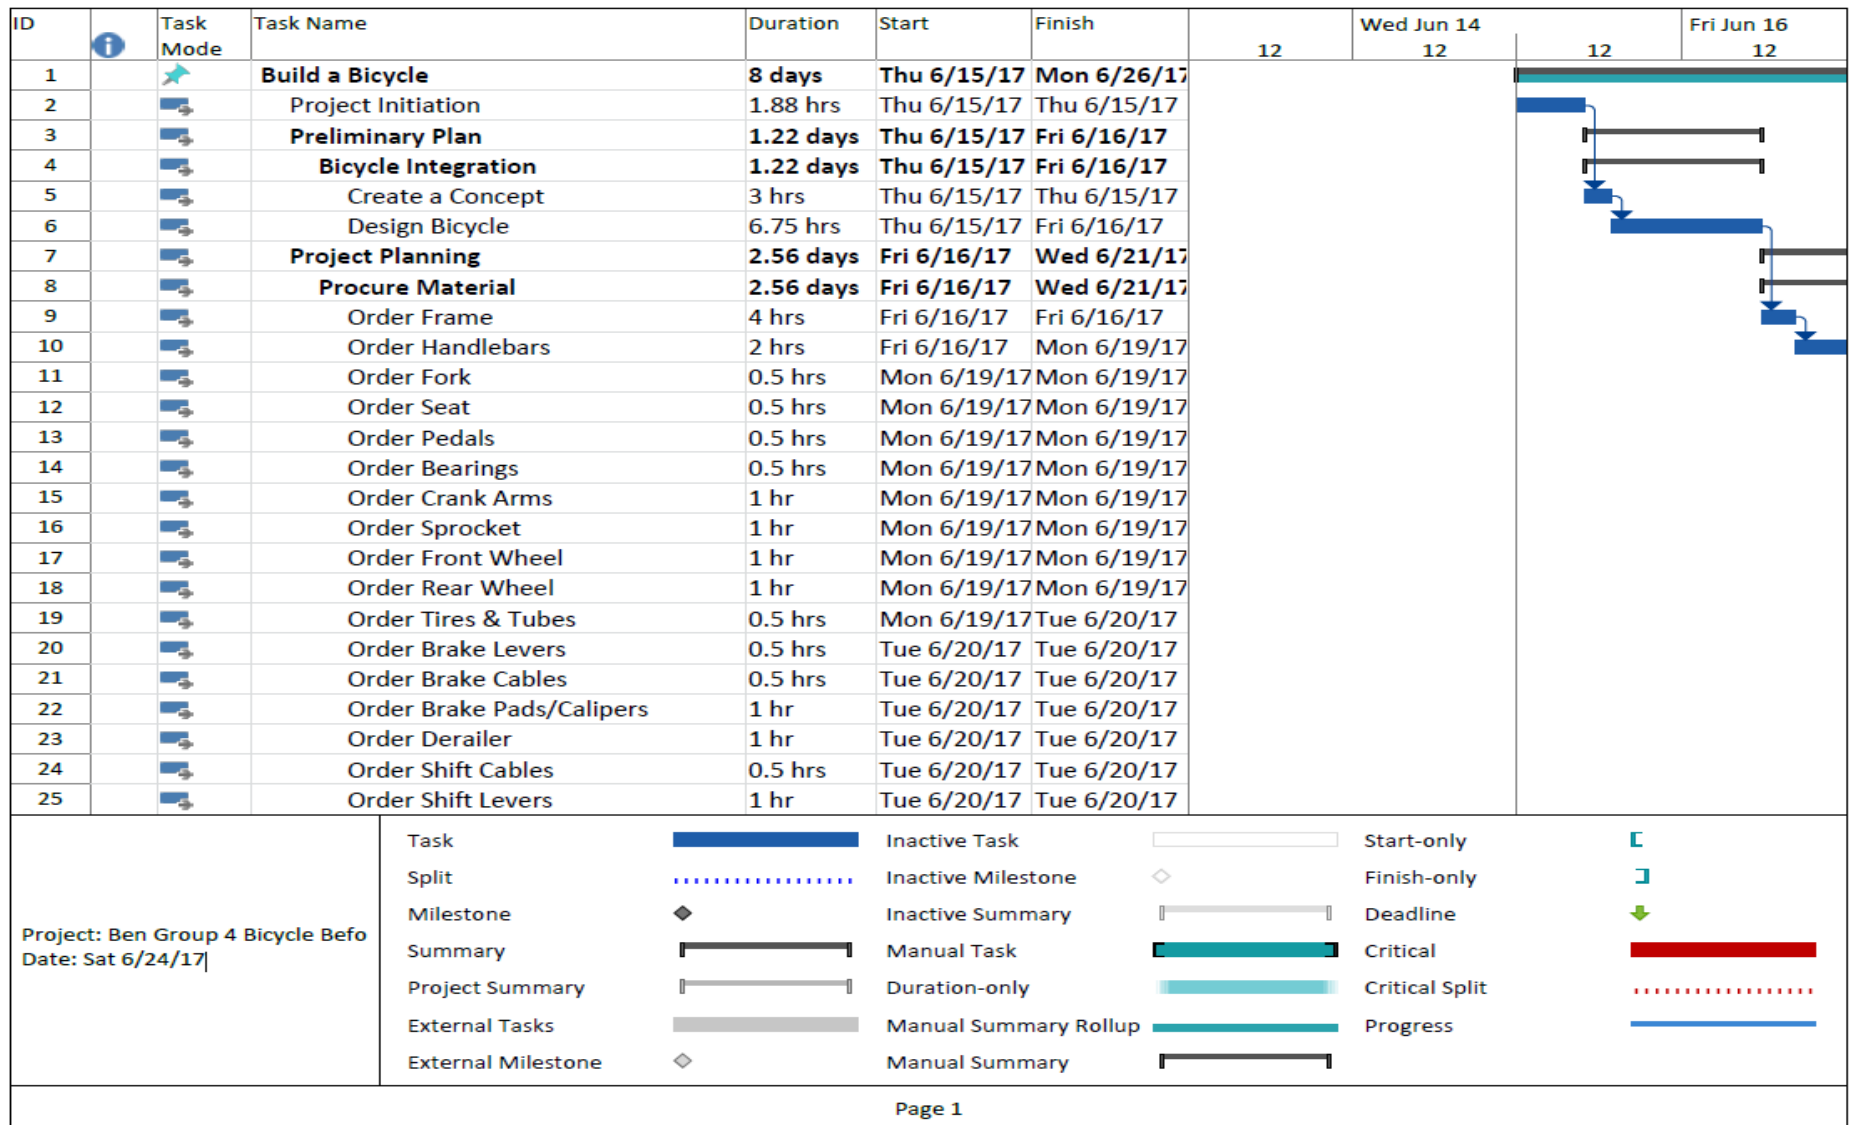 ID Task Mode Task Name Duration Start Finish Wed Jun 14 Fri Jun 16
12 12 12 12
1 Build a Bicycle 8 days Thu 6/15/17 Mon 6/26/17
2 Project Initiation 1.88 hrs Thu 6/15/17 Thu 6/15/17
3 Preliminary Plan 1.22 days Thu 6/15/17 Fri 6/16/17
4 Bicycle Integration 1.22 days Thu 6/15/17 Fri 6/16/17
5 Create a Concept 3 hrs Thu 6/15/17 Thu 6/15/17
6 Design Bicycle 6.75 hrs Thu 6/15/17 Fri 6/16/17
7 Project Planning 2.56 days Fri 6/16/17 Wed 6/21/17
8 Procure Material 2.56 days Fri 6/16/17 Wed 6/21/17
9 Order Frame 4 hrs Fri 6/16/17 Fri 6/16/17
10 Order Handlebars 2 hrs Fri 6/16/17 Mon 6/19/17
11 Order Fork 0.5 hrs Mon 6/19/17 Mon 6/19/17
12 Order Seat 0.5 hrs Mon 6/19/17 Mon 6/19/17
13 Order Pedals 0.5 hrs Mon 6/19/17 Mon 6/19/17
14 Order Bearings 0.5 hrs Mon 6/19/17 Mon 6/19/17
15 Order Crank Arms 1 hr Mon 6/19/17 Mon 6/19/17
16 Order Sprocket 1 hr Mon 6/19/17 Mon 6/19/17
17 Order Front Wheel 1 hr Mon 6/19/17 Mon 6/19/17
18 Order Rear Wheel 1 hr Mon 6/19/17 Mon 6/19/17
19 Order Tires & Tubes 0.5 hrs Mon 6/19/17 Tue 6/20/17
20 Order Brake Levers 0.5 hrs Tue 6/20/17 Tue 6/20/17
21 Order Brake Cables 0.5 hrs Tue 6/20/17 Tue 6/20/17
22 Order Brake Pads/Calipers 1 hr Tue 6/20/17 Tue 6/20/17
23 Order Derailer 1 hr Tue 6/20/17 Tue 6/20/17
24 Order Shift Cables 0.5 hrs Tue 6/20/17 Tue 6/20/17
25 Order Shift Levers 1 hr Tue 6/20/17 Tue 6/20/17
Project: Ben Group 4 Bicycle Befo
Date: Sat 6/24/17
Task Inactive Task Start-only
Split Inactive Milestone Finish-only
Milestone Inactive Summary Deadline
Summary Manual Task Critical
Project Summary Duration-only Critical Split
External Tasks Manual Summary Rollup Progress
External Milestone Manual Summary
Page 1